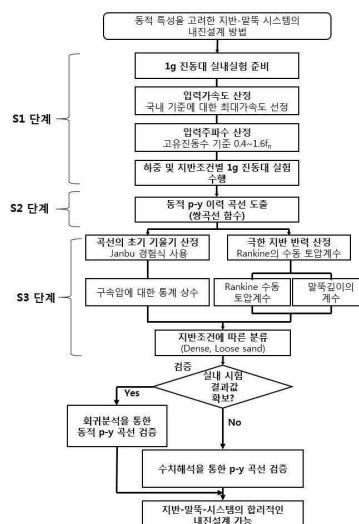 동적 특성을 고려한 지반-말뚝 시스템의
내진설계 방법
1g 진동대 실내실험 준비
입력가속도 산정
국내 기준에 대한 최대가속도 선정
S1 단계
입력주파수 산정
고유진동수 기준 0.4~1.6fn
하중 및 지반조건별 1g 진동대 실험
수행
S2 단계
동적 p-y 이력 곡선 도출
(쌍곡선 함수)
곡선의 초기 기울기 산정
Janbu 경험식 사용
극한 지반 반력 산정
Rankine의 수동 토압계수
S3 단계
구속압에 대한 통계 상수
Rankine 수동
토압계수
말뚝깊이의
계수
지반조건에 따른 분류
(Dense, Loose sand)
검증
실내 시험
결과값
확보?
Yes
No
회귀분석을 통한
동적 p-y 곡선 검증
수치해석을 통한 p-y 곡선 검증
지반-말뚝-시스템의 합리적인
내진설계 가능